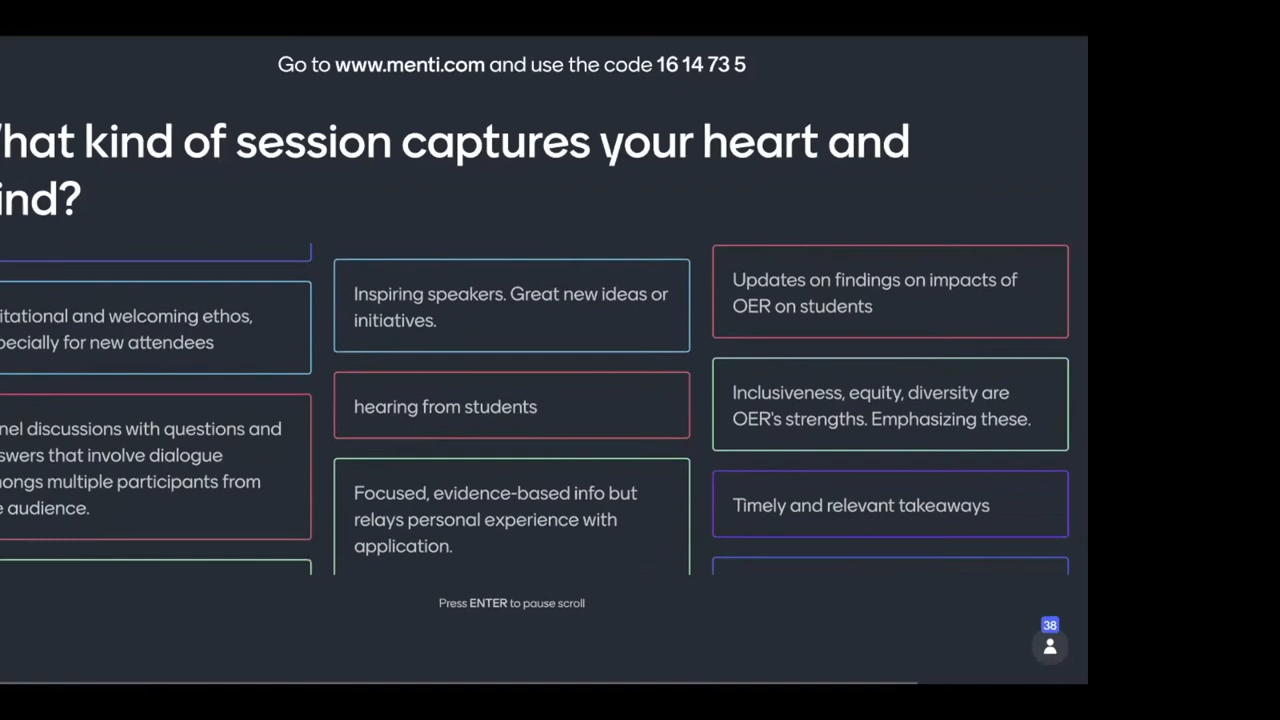 Go to www.menti.com and use the code 16 14 73 5
hat kind of session captures your heart and
ind?
itational and welcoming ethos,
pecially for new attendees
nel discussions with questions and
swers that involve dialogue
mongs multiple participants from
e audience.
Inspiring speakers. Great new ideas or
initiatives.
hearing from students
Focused, evidence-based info but
relays personal experience with
application.
Updates on findings on impacts of
OER on students
Inclusiveness, equity, diversity are
OER's strengths. Emphasizing these.
Timely and relevant takeaways
Press ENTER to pause scroll
38